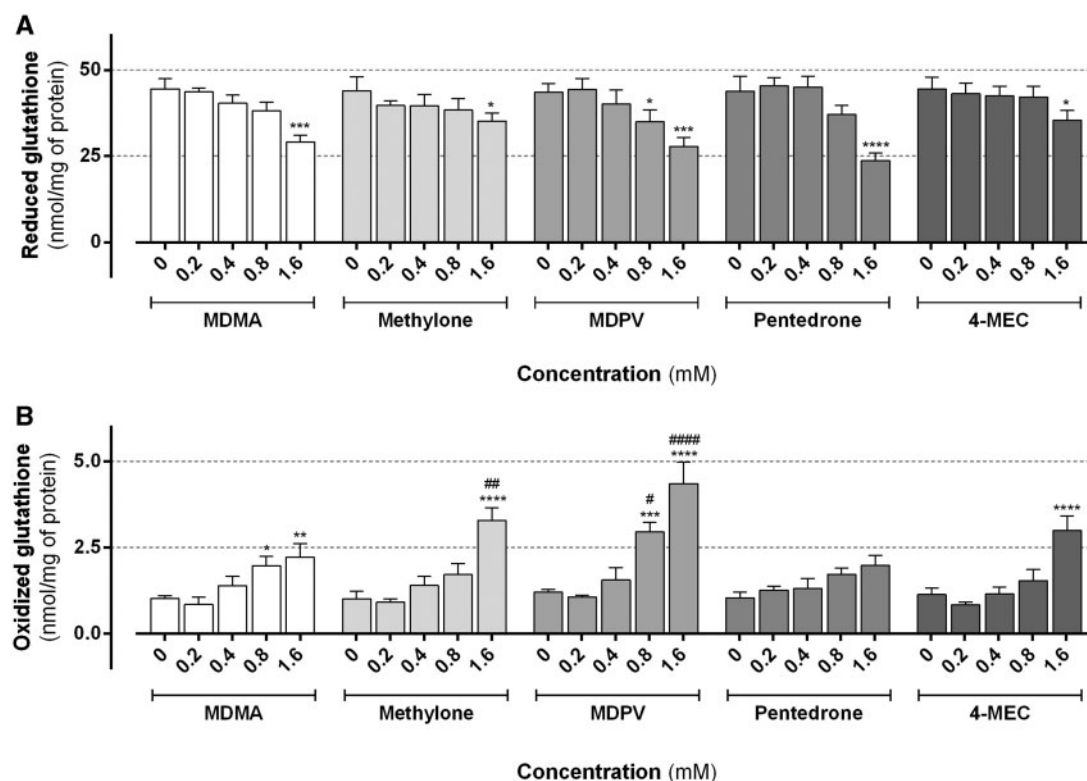 A
Reduced glutathione
(nmol/mg of protein)
50
25
0
***
*
*
***
****
*
0 0.2 0.4 0.8 1.6 0 0.2 0.4 0.8 1.6 0 0.2 0.4 0.8 1.6 0 0.2 0.4 0.8 1.6 0 0.2 0.4 0.8 1.6
MDMA Methylone MDPV Pentedrone 4-MEC
Concentration (mM)
B
Oxidized glutathione
(nmol/mg of protein)
5.0
2.5
0.0
*
**
##
****
#
***
####
****
****
0 0.2 0.4 0.8 1.6 0 0.2 0.4 0.8 1.6 0 0.2 0.4 0.8 1.6 0 0.2 0.4 0.8 1.6 0 0.2 0.4 0.8 1.6
MDMA Methylone MDPV Pentedrone 4-MEC
Concentration (mM)